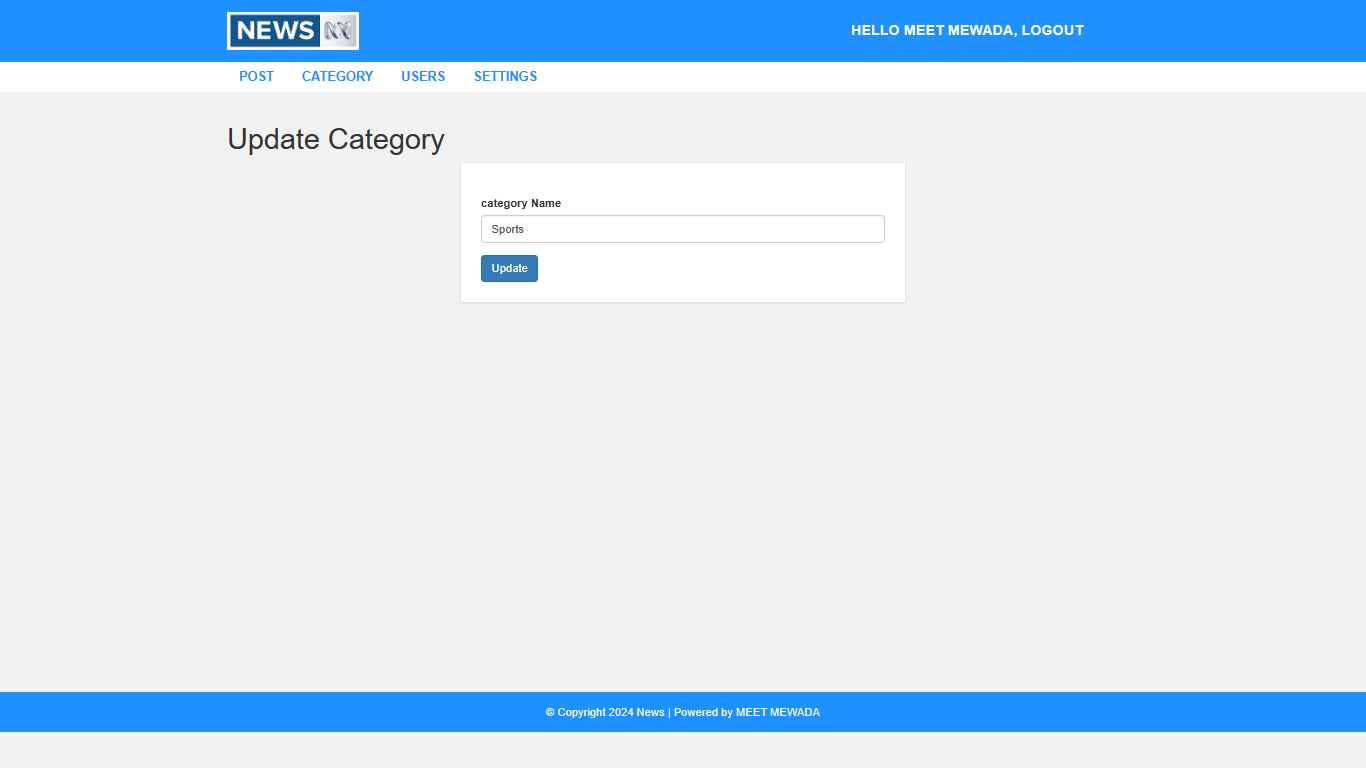 NEWS
HELLO MEET MEWADA, LOGOUT
POST CATEGORY USERS SETTINGS
Update Category
category Name
Sports
Update
© Copyright 2024 News | Powered by MEET MEWADA